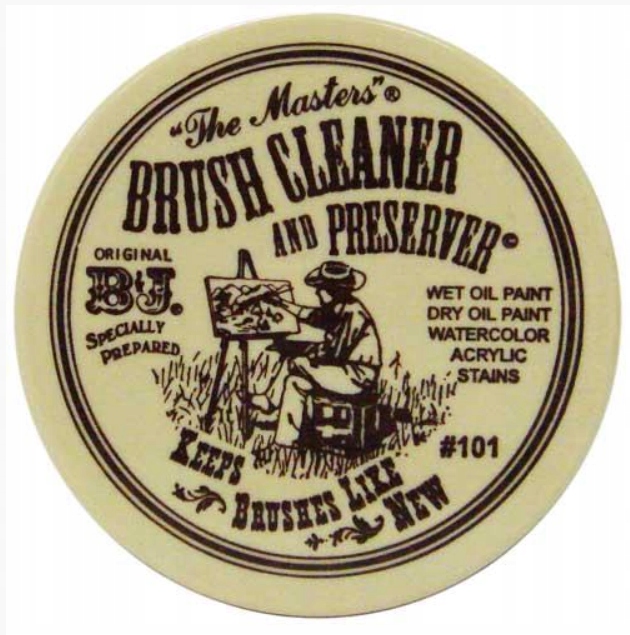 "The Masters"®
BRUSH CLEANER
AND PRESERVER©
ORIGINAL
B&J®
SPECIALLY
PREPARED
WET OIL PAINT
DRY OIL PAINT
WATERCOLOR
ACRYLIC
STAINS
#101
KEEPS
BRUSHES LIKE
NEW